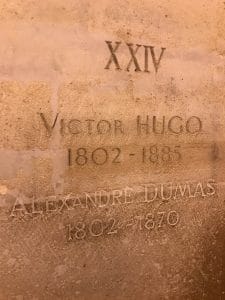 XXIV
VICTOR HUGO
1802 - 1885
ALEXANDRE DUMAS
1802 - 1870